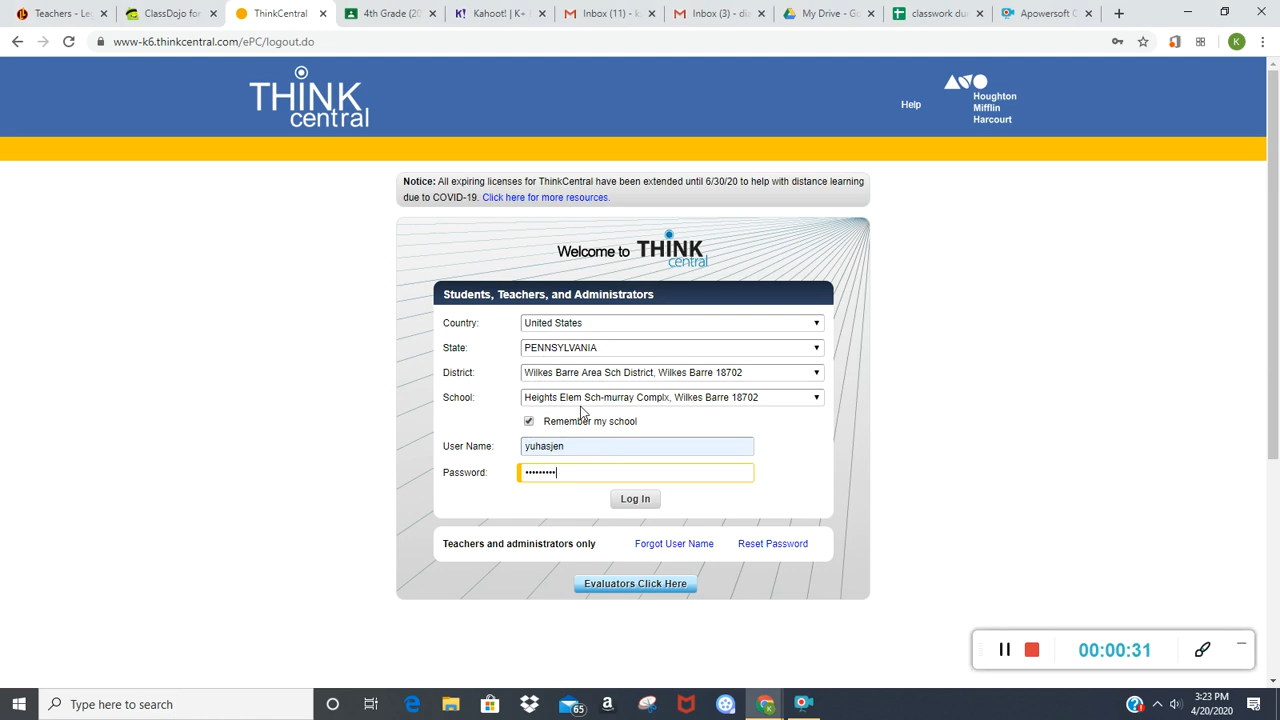 Teachers - Le
ClassDojo fo
ThinkCentral
4th Grade (20
Kahoot! | K+
Inbox (11) - k
Inbox (3) - di
My Drive - Go
classwork du
Apowersoft C
www-k6.thinkcentral.com/ePC/logout.do
K
THiNK
central
Help
Houghton
Mifflin
Harcourt
Notice: All expiring licenses for ThinkCentral have been extended until 6/30/20 to help with distance learning
due to COVID-19. Click here for more resources.
Welcome to THiNK
central
Students, Teachers, and Administrators
Country: United States
State: PENNSYLVANIA
District: Wilkes Barre Area Sch District, Wilkes Barre 18702
School: Heights Elem Sch-murray Complx, Wilkes Barre 18702
Remember my school
User Name: yuhasjen
Password: •••••••••
Log In
Teachers and administrators only Forgot User Name Reset Password
Evaluators Click Here
00:00:31
Type here to search
65
3:23 PM
4/20/2020